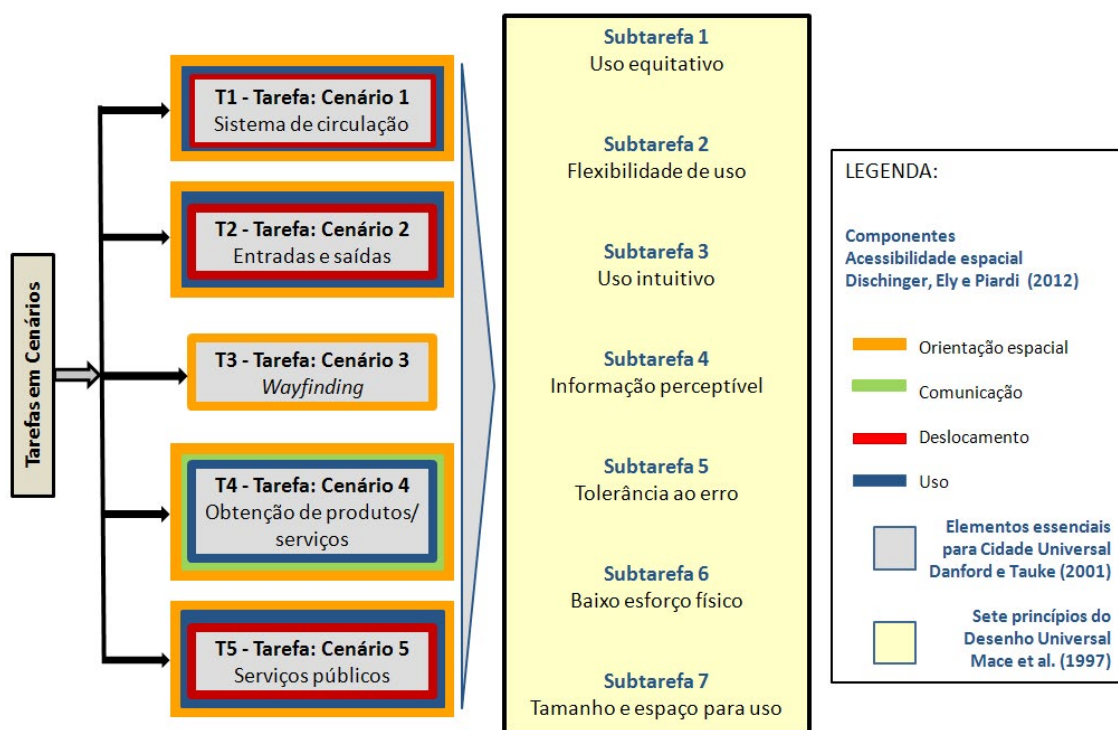 Tarefas em Cenários
T1 - Tarefa: Cenário 1
Sistema de circulação
T2 - Tarefa: Cenário 2
Entradas e saídas
T3 - Tarefa: Cenário 3
Wayfinding
T4 - Tarefa: Cenário 4
Obtenção de produtos/
serviços
T5 - Tarefa: Cenário 5
Serviços públicos
Subtarefa 1
Uso equitativo
Subtarefa 2
Flexibilidade de uso
Subtarefa 3
Uso intuitivo
Subtarefa 4
Informação perceptível
Subtarefa 5
Tolerância ao erro
Subtarefa 6
Baixo esforço físico
Subtarefa 7
Tamanho e espaço para uso
LEGENDA:
Componentes
Acessibilidade espacial
Dischinger, Ely e Piardi (2012)
Orientação espacial
Comunicação
Deslocamento
Uso
Elementos essenciais
para Cidade Universal
Danford e Tauke (2001)
Sete princípios do
Desenho Universal
Mace et al. (1997)